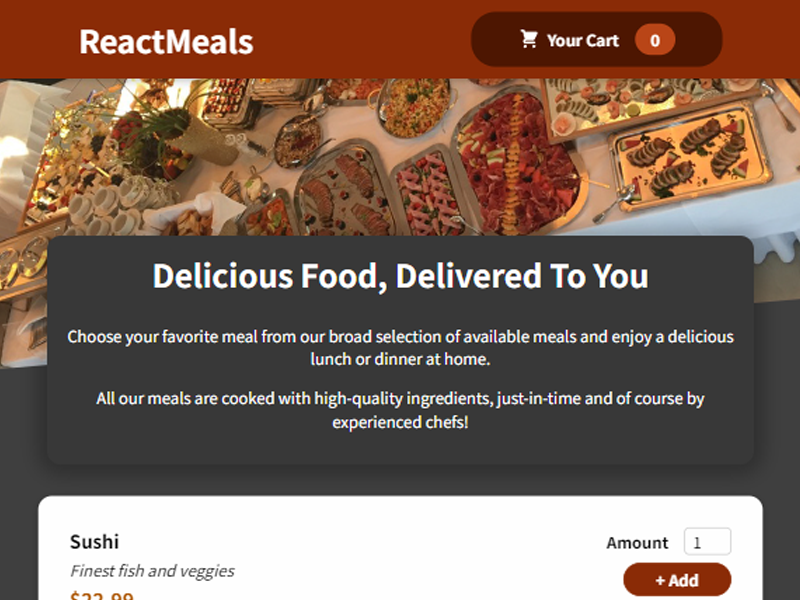 ReactMeals
Your Cart 0
Delicious Food, Delivered To You
Choose your favorite meal from our broad selection of available meals and enjoy a delicious
lunch or dinner at home.
All our meals are cooked with high-quality ingredients, just-in-time and of course by
experienced chefs!
Sushi
Amount 1
Finest fish and veggies
+ Add
$22.99